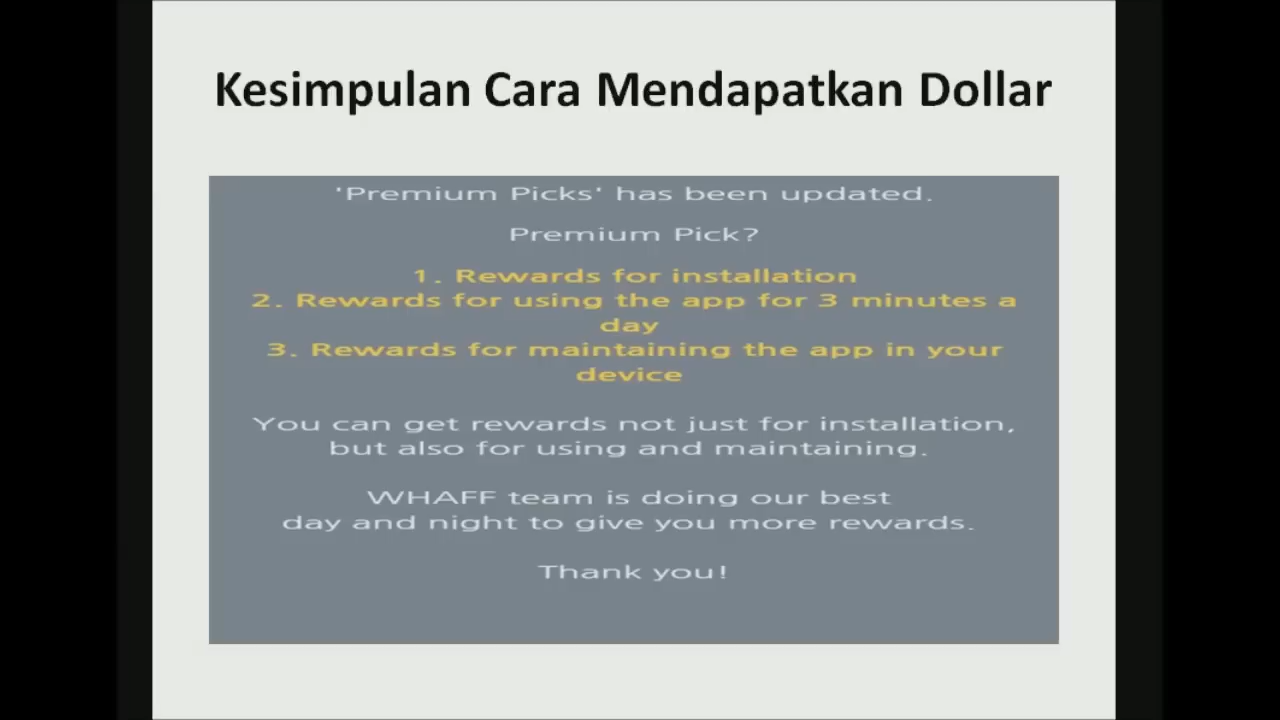 Kesimpulan Cara Mendapatkan Dollar
'Premium Picks' has been updated.
Premium Pick?
1. Rewards for installation
2. Rewards for using the app for 3 minutes a
day
3. Rewards for maintaining the app in your
device
You can get rewards not just for installation,
but also for using and maintaining.
WHAFF team is doing our best
day and night to give you more rewards.
Thank you!